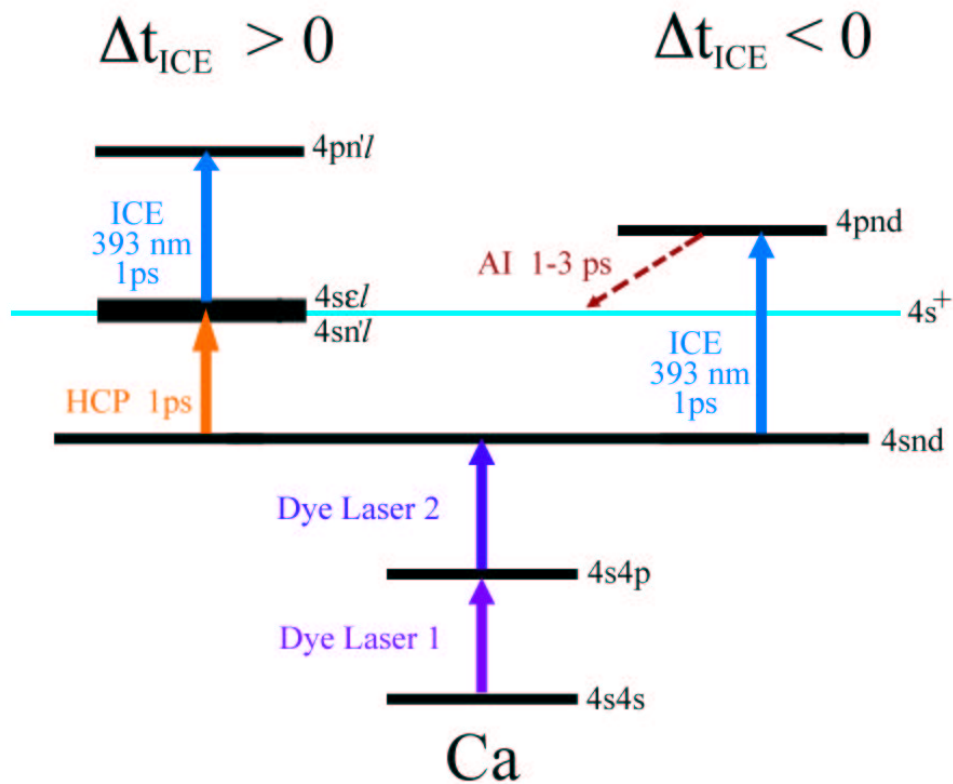 Δt_ICE > 0
Δt_ICE < 0
4pn'l
4pnd
ICE
393 nm
1ps
AI 1-3 ps
4sεl
4sn'l
4s⁺
ICE
393 nm
1ps
HCP 1ps
4snd
Dye Laser 2
4s4p
Dye Laser 1
4s4s
Ca